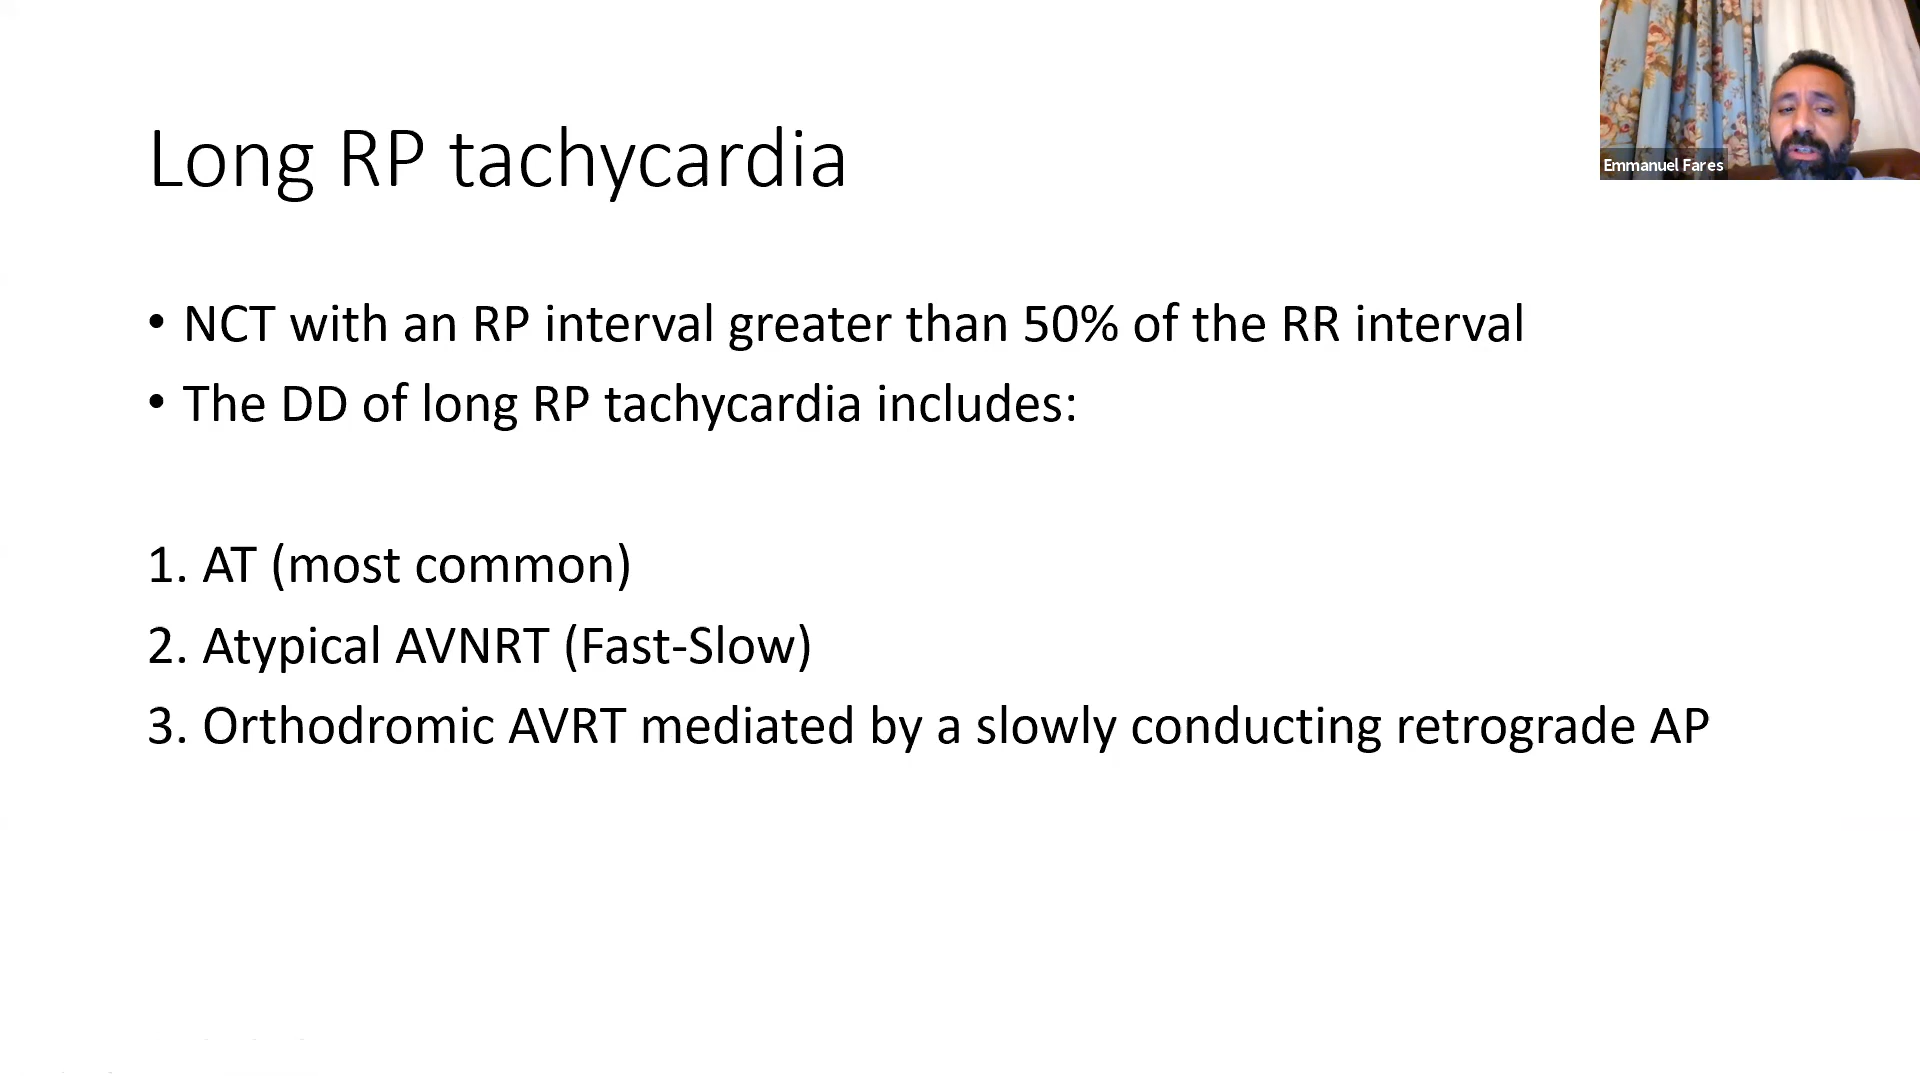 Long RP tachycardia
Emmanuel Fares
• NCT with an RP interval greater than 50% of the RR interval
• The DD of long RP tachycardia includes:
1. AT (most common)
2. Atypical AVNRT (Fast-Slow)
3. Orthodromic AVRT mediated by a slowly conducting retrograde AP